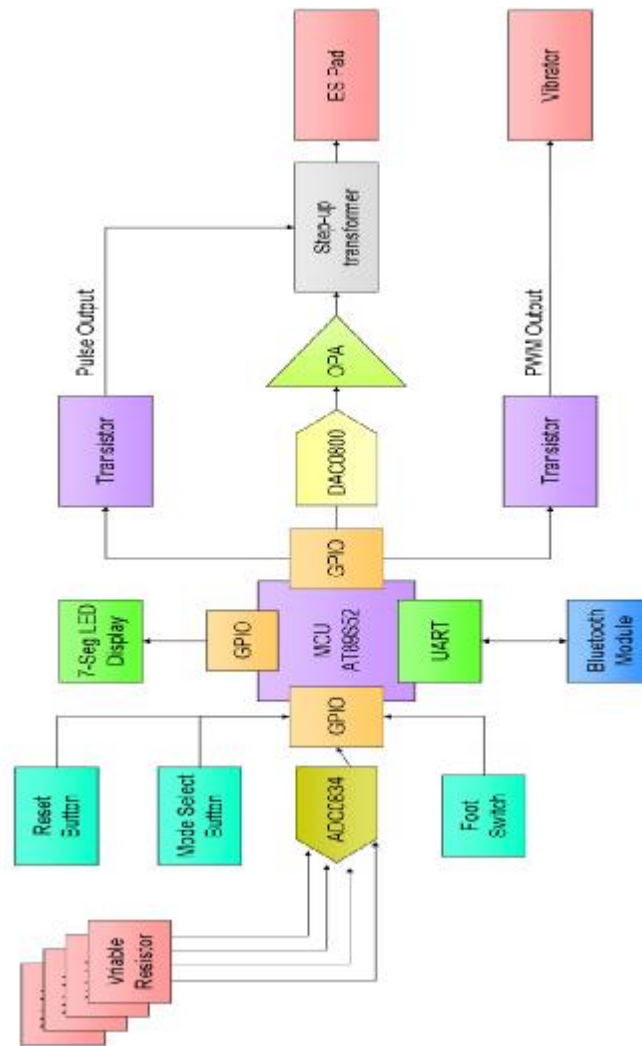 Vriable
Resistor
Reset
Button
Mode Select
Button
ADC0834
Foot
Switch
GPIO
7-Seg LED
Display
GPIO
MCU
AT89S52
UART
Bluetooth
Module
GPIO
Transistor
Pulse Output
DAC0800
OPA
Step-up
transformer
ES Pad
Transistor
PWM Output
Vibrator